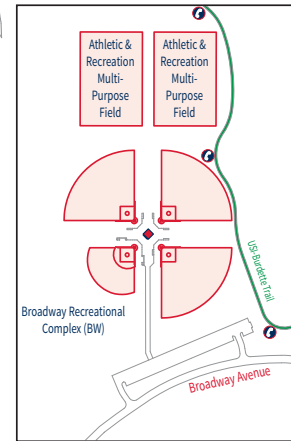 Athletic &
Recreation
Multi-
Purpose
Field
Athletic &
Recreation
Multi-
Purpose
Field
USI-Burdette Trail
Broadway Recreational
Complex (BW)
Broadway Avenue